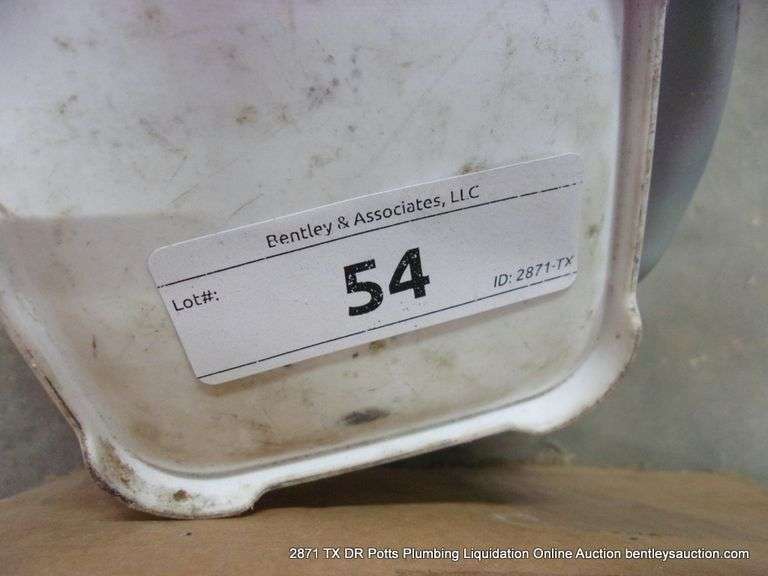 Bentley & Associates, LLC
Lot#:
54
ID: 2871-TX
2871 TX DR Potts Plumbing Liquidation Online Auction bentleysauction.com